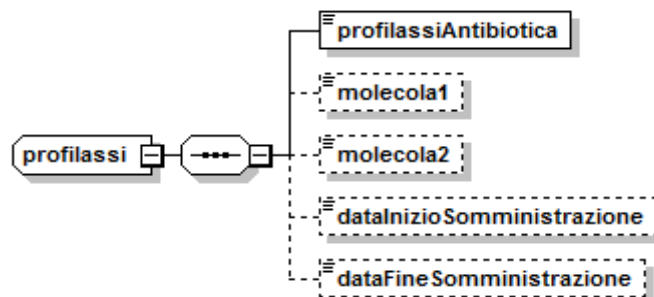 profilassiAntibiotica
molecola1
profilassi
molecola2
dataInizioSomministrazione
dataFineSomministrazione